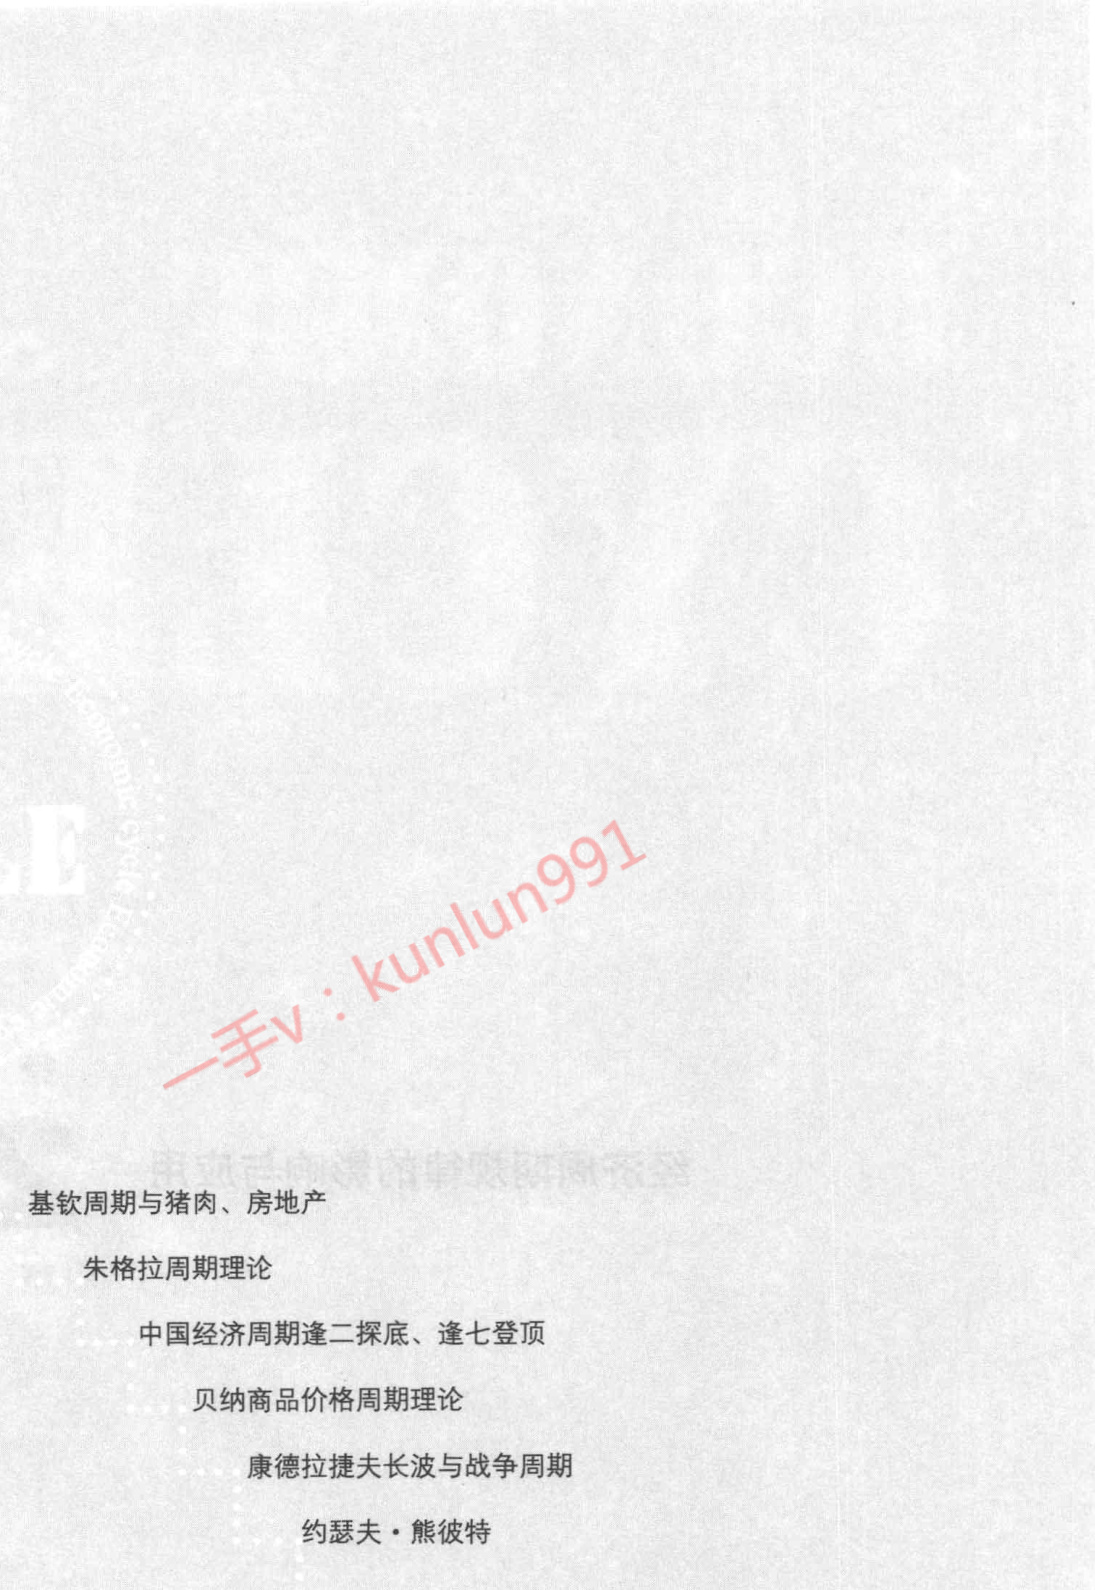 Economic Cycle
E
一手v：kunlun991
经济周期规律的影响与应用
基钦周期与猪肉、房地产
朱格拉周期理论
中国经济周期逢二探底、逢七登顶
贝纳商品价格周期理论
康德拉捷夫长波与战争周期
约瑟夫·熊彼特